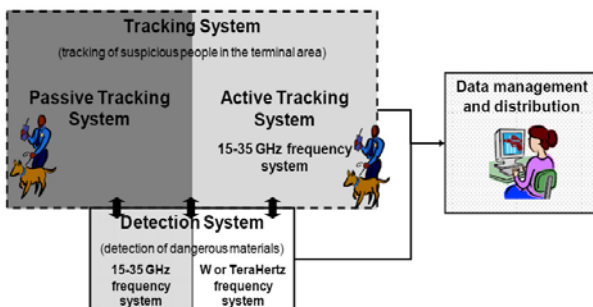 Tracking System
(tracking of suspicious people in the terminal area)
Passive Tracking
System
Active Tracking
System
15-35 GHz frequency
system
Data management
and distribution
Detection System
(detection of dangerous materials)
15-35 GHz
frequency
system
W or TeraHertz
frequency
system